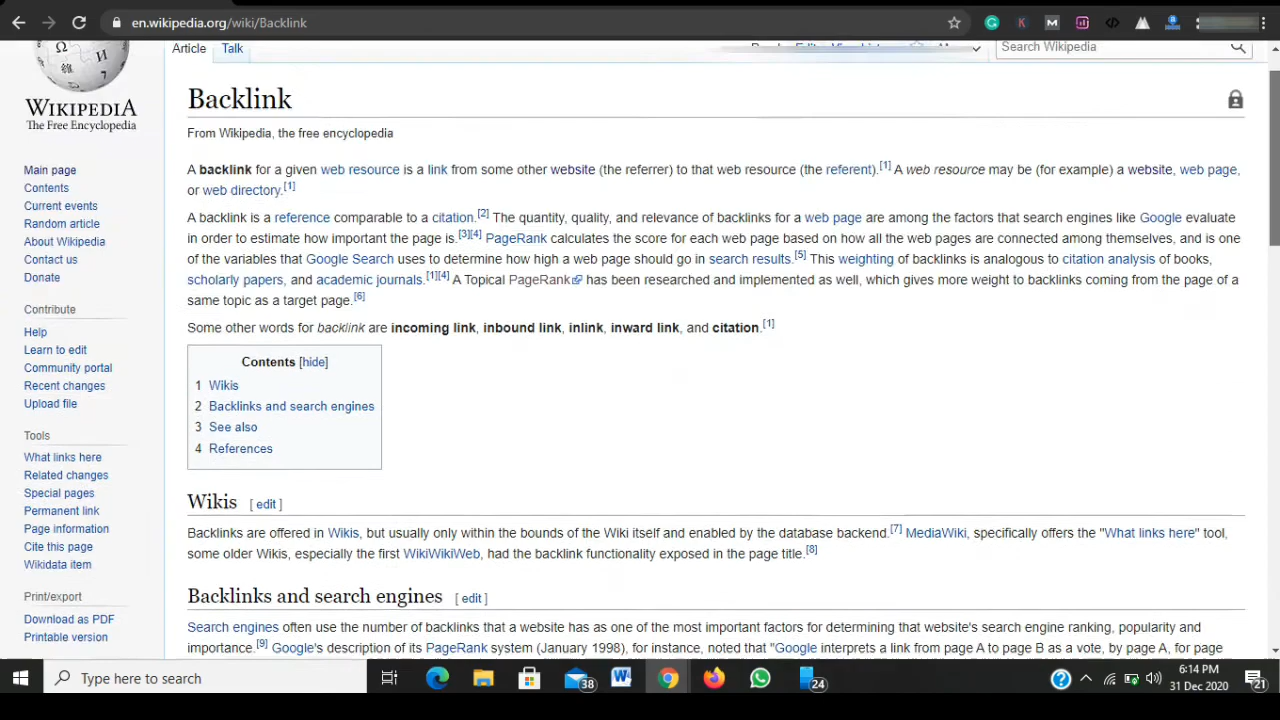 en.wikipedia.org/wiki/Backlink
Article Talk
Search Wikipedia
WIKIPEDIA
The Free Encyclopedia
Main page
Contents
Current events
Random article
About Wikipedia
Contact us
Donate
Contribute
Help
Learn to edit
Community portal
Recent changes
Upload file
Tools
What links here
Related changes
Special pages
Permanent link
Page information
Cite this page
Wikidata item
Print/export
Download as PDF
Printable version
Backlink
From Wikipedia, the free encyclopedia
A backlink for a given web resource is a link from some other website (the referrer) to that web resource (the referent).[1] A web resource may be (for example) a website, web page,
or web directory.[1]
A backlink is a reference comparable to a citation.[2] The quantity, quality, and relevance of backlinks for a web page are among the factors that search engines like Google evaluate
in order to estimate how important the page is.[3][4] PageRank calculates the score for each web page based on how all the web pages are connected among themselves, and is one
of the variables that Google Search uses to determine how high a web page should go in search results.[5] This weighting of backlinks is analogous to citation analysis of books,
scholarly papers, and academic journals.[1][4] A Topical PageRank has been researched and implemented as well, which gives more weight to backlinks coming from the page of a
same topic as a target page.[6]
Some other words for backlink are incoming link, inbound link, inlink, inward link, and citation.[1]
Contents [hide]
1 Wikis
2 Backlinks and search engines
3 See also
4 References
Wikis [ edit ]
Backlinks are offered in Wikis, but usually only within the bounds of the Wiki itself and enabled by the database backend.[7] MediaWiki, specifically offers the "What links here" tool,
some older Wikis, especially the first WikiWikiWeb, had the backlink functionality exposed in the page title.[8]
Backlinks and search engines [ edit ]
Search engines often use the number of backlinks that a website has as one of the most important factors for determining that website's search engine ranking, popularity and
importance.[9] Google's description of its PageRank system (January 1998), for instance, noted that "Google interprets a link from page A to page B as a vote, by page A, for page
Type here to search
38
24
6:14 PM
31 Dec 2020
21